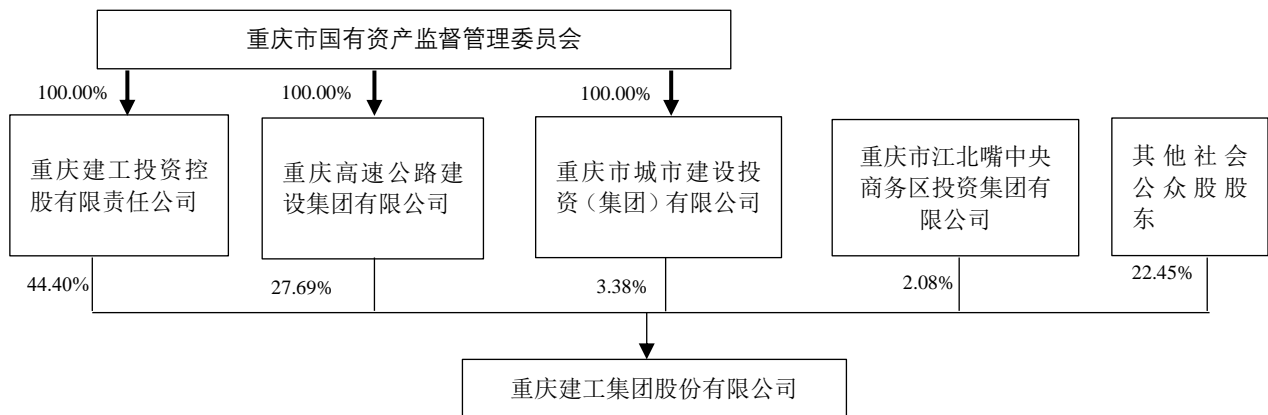 重庆市国有资产监督管理委员会
100.00%
100.00%
100.00%
重庆建工投资控
股有限责任公司
重庆高速公路建
设集团有限公司
重庆市城市建设投
资（集团）有限公司
重庆市江北嘴中央
商务区投资集团有
限公司
其他社会
公众股股
东
44.40%
27.69%
3.38%
2.08%
22.45%
重庆建工集团股份有限公司